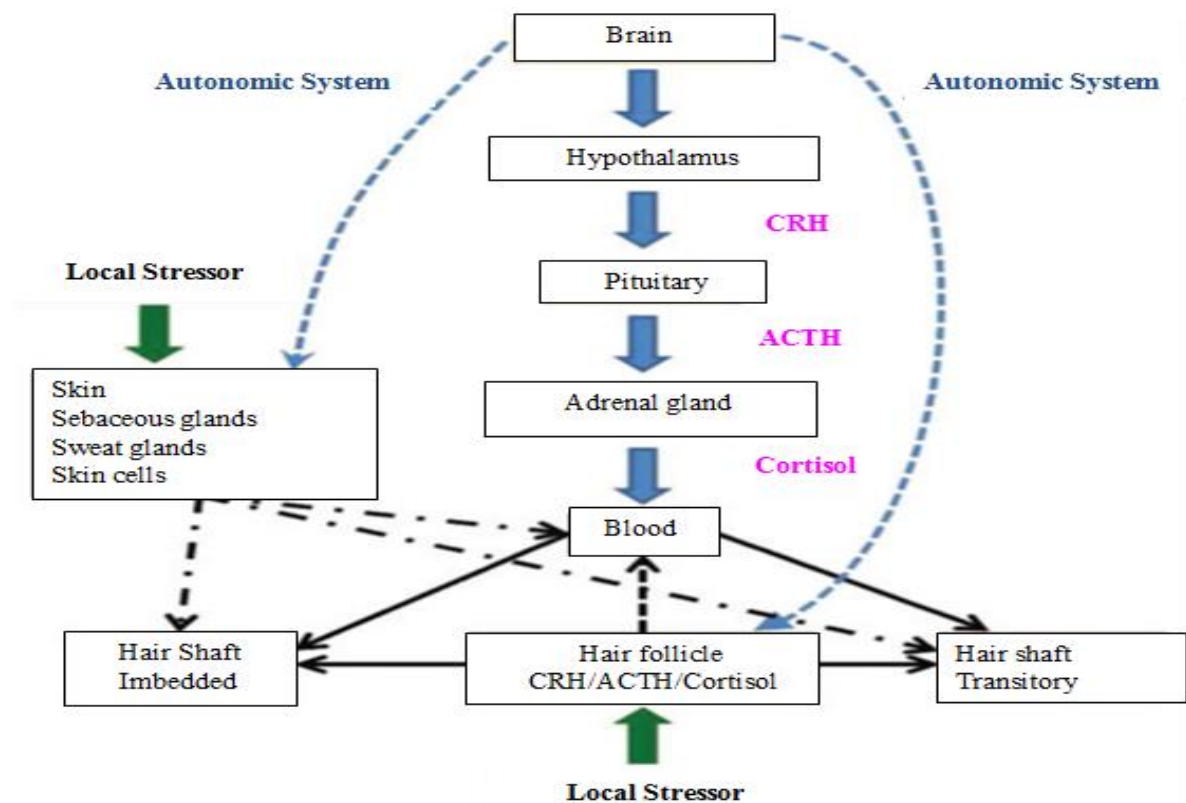 Brain
Autonomic System
Autonomic System
Hypothalamus
CRH
Local Stressor
Pituitary
ACTH
Skin
Sebaceous glands
Sweat glands
Skin cells
Adrenal gland
Cortisol
Blood
Hair Shaft
Imbedded
Hair follicle
CRH/ACTH/Cortisol
Hair shaft
Transitory
Local Stressor